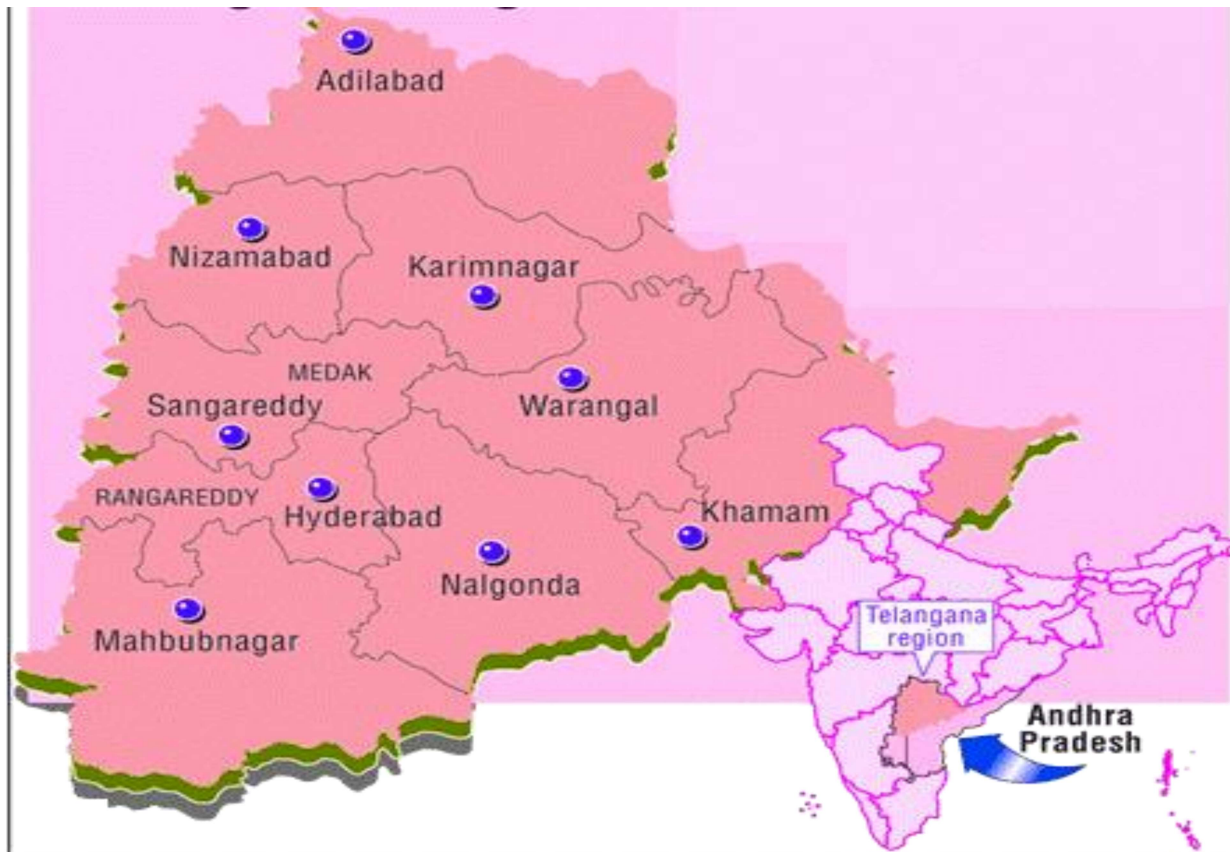 Adilabad
Nizamabad
Karimnagar
MEDAK
Sangareddy
Warangal
RANGAREDDY
Hyderabad
Khamam
Nalgonda
Mahbubnagar
Telangana
region
Andhra
Pradesh